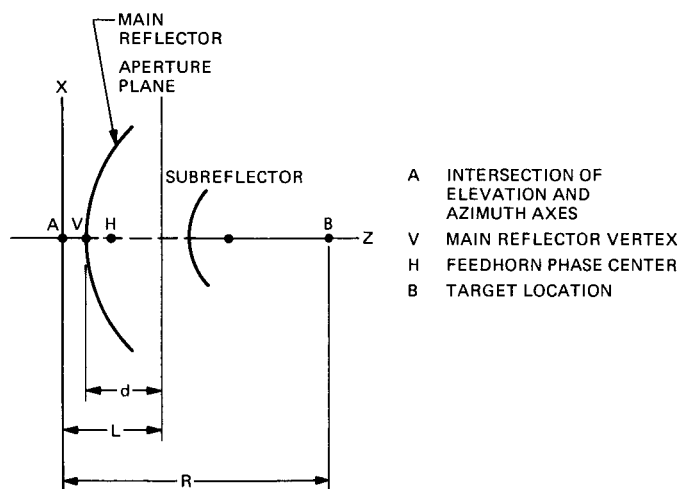 MAIN
REFLECTOR
APERTURE
PLANE
X
SUBREFLECTOR
A
V
H
B
Z
A INTERSECTION OF
ELEVATION AND
AZIMUTH AXES
V MAIN REFLECTOR VERTEX
H FEEDHORN PHASE CENTER
B TARGET LOCATION
d
L
R